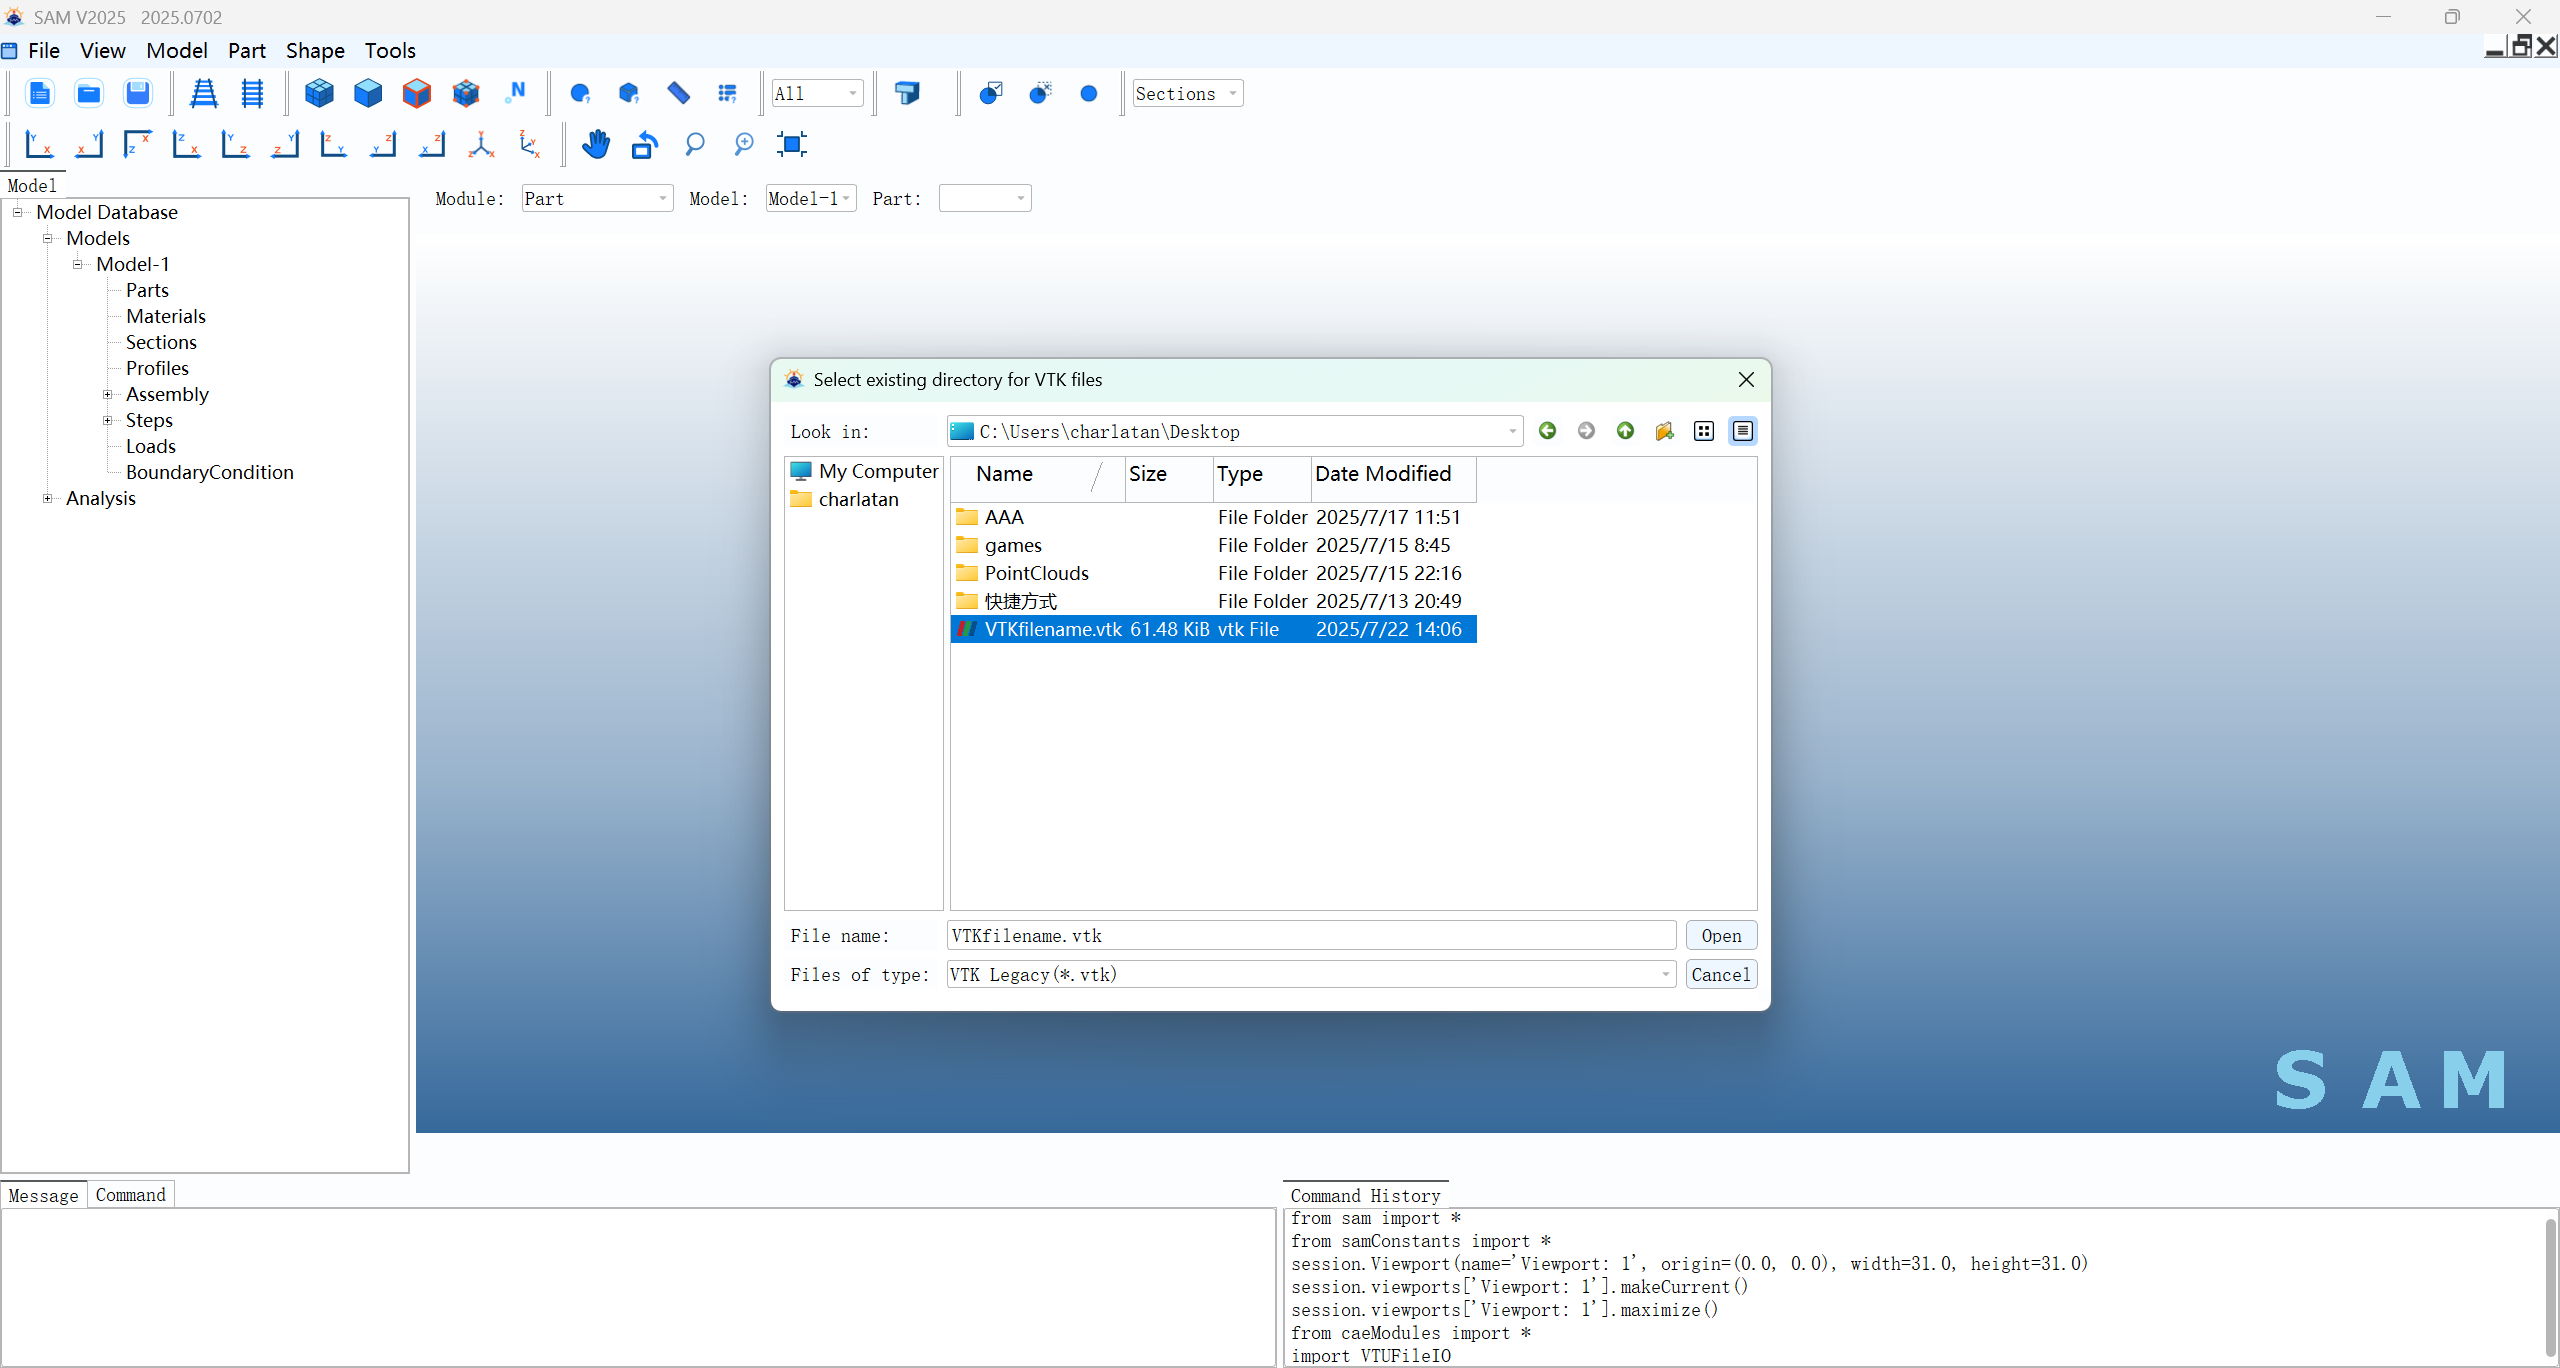 SAM V2025 2025.0702
File View Model Part Shape Tools
N All Sections
Y X X Y Z X Z X Y Z Z Y Z Y Y Z X Z Y Z X Z Y X
Model
Module: Part Model: Model-1 Part:
Model Database
Models
Model-1
Parts
Materials
Sections
Profiles
Assembly
Steps
Loads
BoundaryCondition
Analysis
Select existing directory for VTK files
Look in: C:\Users\charlatan\Desktop
My Computer
charlatan
Name Size Type Date Modified
AAA File Folder 2025/7/17 11:51
games File Folder 2025/7/15 8:45
PointClouds File Folder 2025/7/15 22:16
快捷方式 File Folder 2025/7/13 20:49
VTKfilename.vtk 61.48 KiB vtk File 2025/7/22 14:06
File name: VTKfilename.vtk Open
Files of type: VTK Legacy(*.vtk) Cancel
S A M
Message Command
Command History
from sam import *
from samConstants import *
session.Viewport(name='Viewport: 1', origin=(0.0, 0.0), width=31.0, height=31.0)
session.viewports['Viewport: 1'].makeCurrent()
session.viewports['Viewport: 1'].maximize()
from caeModules import *
import VTUFileIO